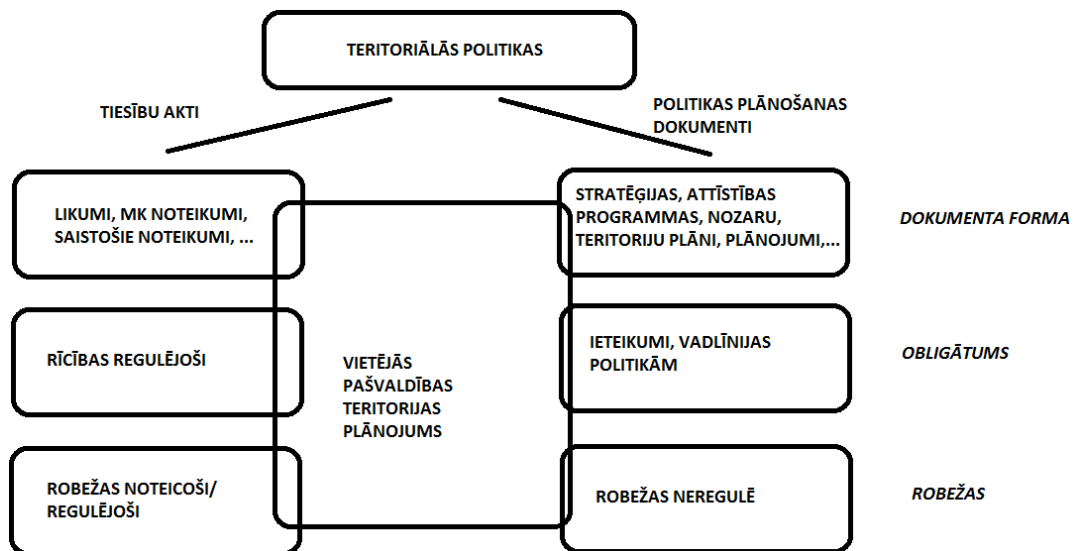 TERITORIĀLĀS POLITIKAS
TIESĪBU AKTI
POLITIKAS PLĀNOŠANAS
DOKUMENTI
LIKUMI, MK NOTEIKUMI,
SAISTOŠIE NOTEIKUMI, ...
STRATĒĢIJAS, ATTĪSTĪBAS
PROGRAMMAS, NOZARU,
TERITORIJU PLĀNI, PLĀNOJUMI,...
DOKUMENTA FORMA
RĪCĪBAS REGULĒJOŠI
VIETĒJĀS
PAŠVALDĪBAS
TERITORIJAS
PLĀNOJUMS
IETEIKUMI, VADLĪNIJAS
POLITIKĀM
OBLIGĀTUMS
ROBEŽAS NOTEICOŠI/
REGULĒJOŠI
ROBEŽAS NEREGULĒ
ROBEŽAS